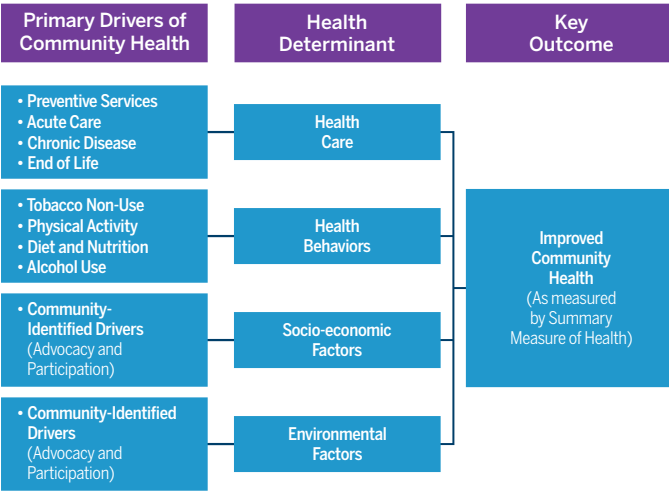 Primary Drivers of
Community Health
Health
Determinant
Key
Outcome
• Preventive Services
• Acute Care
• Chronic Disease
• End of Life
Health
Care
• Tobacco Non-Use
• Physical Activity
• Diet and Nutrition
• Alcohol Use
Health
Behaviors
• Community-
Identified Drivers
(Advocacy and
Participation)
Socio-economic
Factors
• Community-Identified
Drivers
(Advocacy and
Participation)
Environmental
Factors
Improved
Community
Health
(As measured
by Summary
Measure of Health)